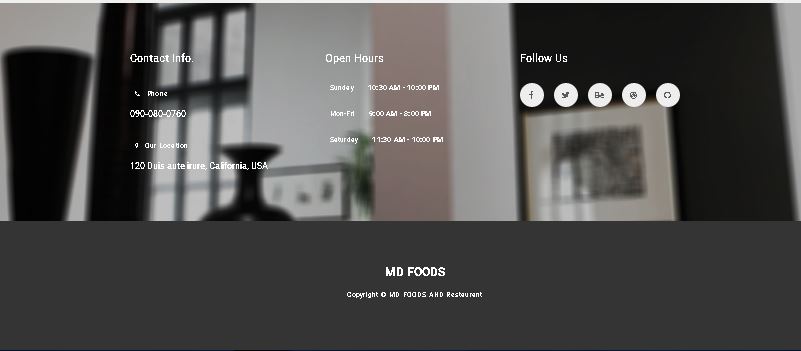 Contact Info.
Phone
090-080-0760
Our Location
120 Duis aute irure, California, USA
Open Hours
Sunday 10:30 AM - 10:00 PM
Mon-Fri 9:00 AM - 8:00 PM
Saturday 11:30 AM - 10:00 PM
Follow Us
Be
MD FOODS
Copyright © MD FOODS AND Restaurant